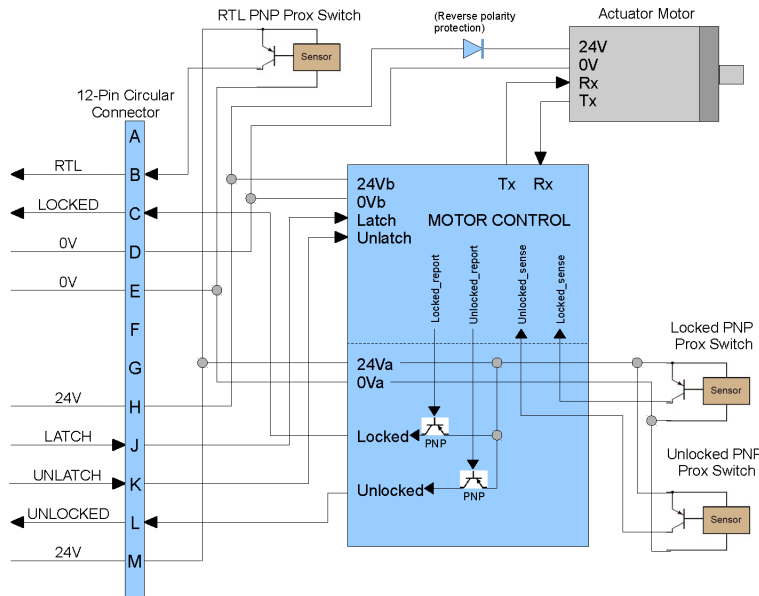 RTL PNP Prox Switch
Sensor
(Reverse polarity
protection)
Actuator Motor
24V
0V
Rx
Tx
12-Pin Circular
Connector
A
RTL
B
LOCKED
C
0V
D
0V
E
F
G
24V
H
LATCH
J
UNLATCH
K
UNLOCKED
L
24V
M
24Vb
0Vb
Latch
Unlatch
Tx
Rx
MOTOR CONTROL
Locked_report
Unlocked_report
Unlocked_sense
Locked_sense
24Va
0Va
Locked
PNP
Unlocked
PNP
Locked PNP
Prox Switch
Sensor
Unlocked PNP
Prox Switch
Sensor